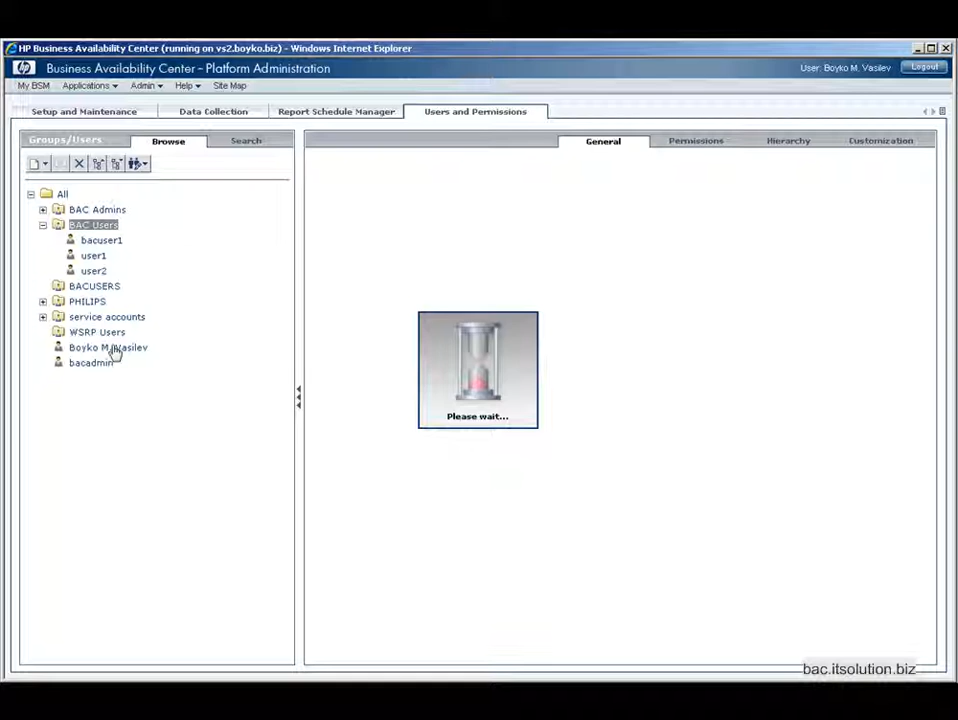 HP Business Availability Center (running on vs2.boyko.biz) - Windows Internet Explorer
hp
Business Availability Center - Platform Administration
User: Boyko M. Vasilev
Logout
My BSM
Applications
Admin
Help
Site Map
Setup and Maintenance
Data Collection
Report Schedule Manager
Users and Permissions
Groups/Users
Browse
Search
General
Permissions
Hierarchy
Customization
All
BAC Admins
BAC Users
bacuser1
user1
user2
BACUSERS
PHILIPS
service accounts
WSRP Users
Boyko M. Vasilev
bacadmin
Please wait...
bac.itsolution.biz